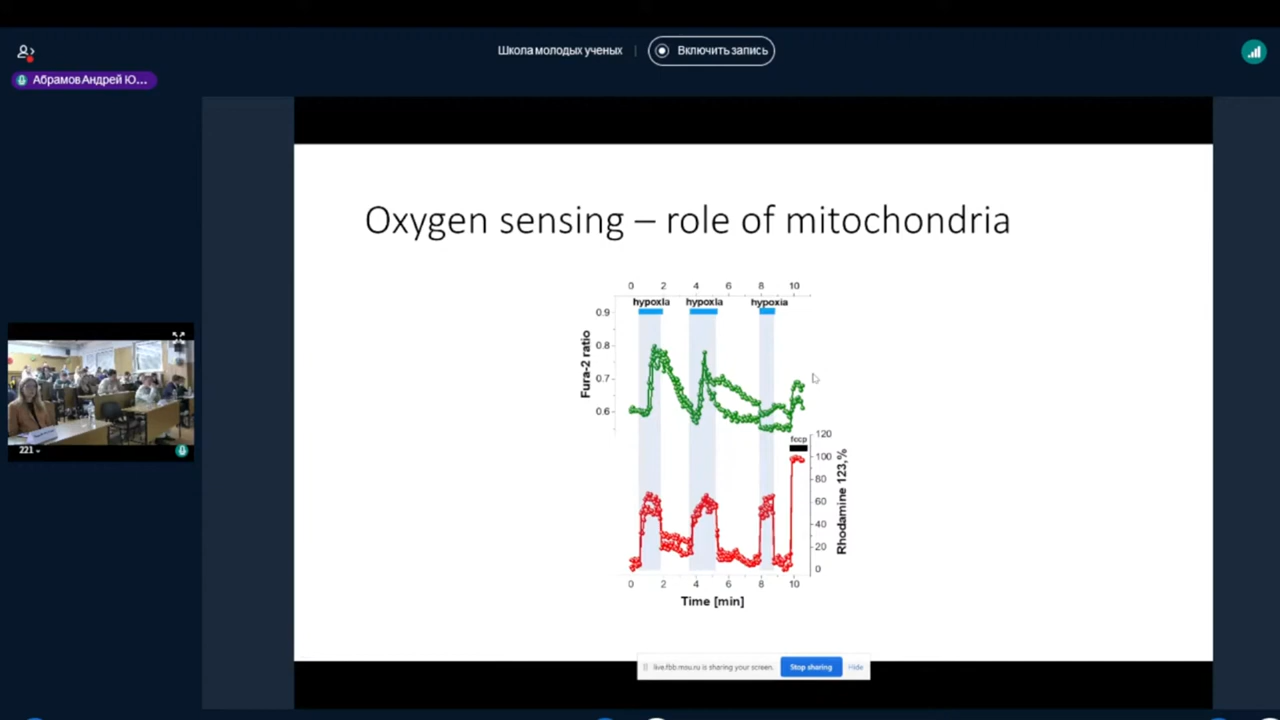 Школа молодых ученых
Включить запись
Абрамов Андрей Ю...
Oxygen sensing – role of mitochondria
0 2 4 6 8 10
hypoxia hypoxia hypoxia
0.9
0.8
0.7
0.6
Fura-2 ratio
fccp
120
100
80
60
40
20
0
Rhodamine 123,%
0 2 4 6 8 10
Time [min]
221
live.fbb.msu.ru is sharing your screen.
Stop sharing
Hide